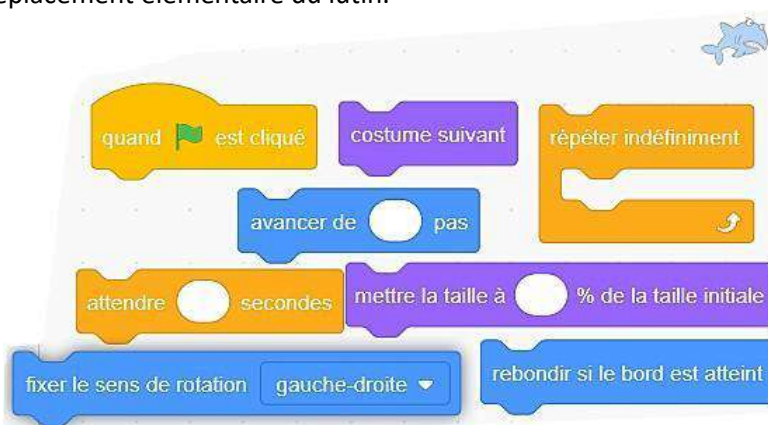 déplacement élémentaire du lutin.
quand est cliqué
costume suivant
répéter indéfiniment
avancer de pas
attendre secondes
mettre la taille à % de la taille initiale
fixer le sens de rotation gauche-droite
rebondir si le bord est atteint